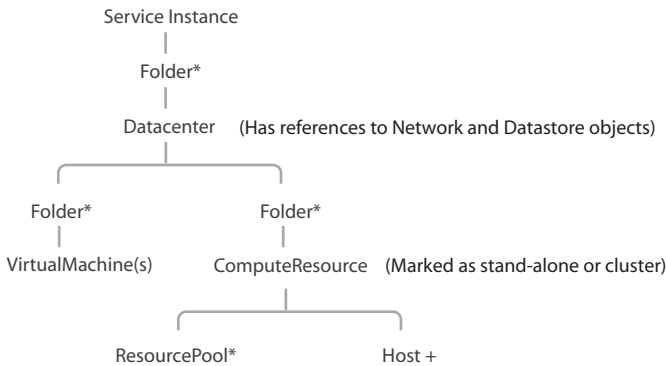 Service Instance
Folder*
Datacenter (Has references to Network and Datastore objects)
Folder* Folder*
VirtualMachine(s) ComputeResource (Marked as stand-alone or cluster)
ResourcePool* Host +